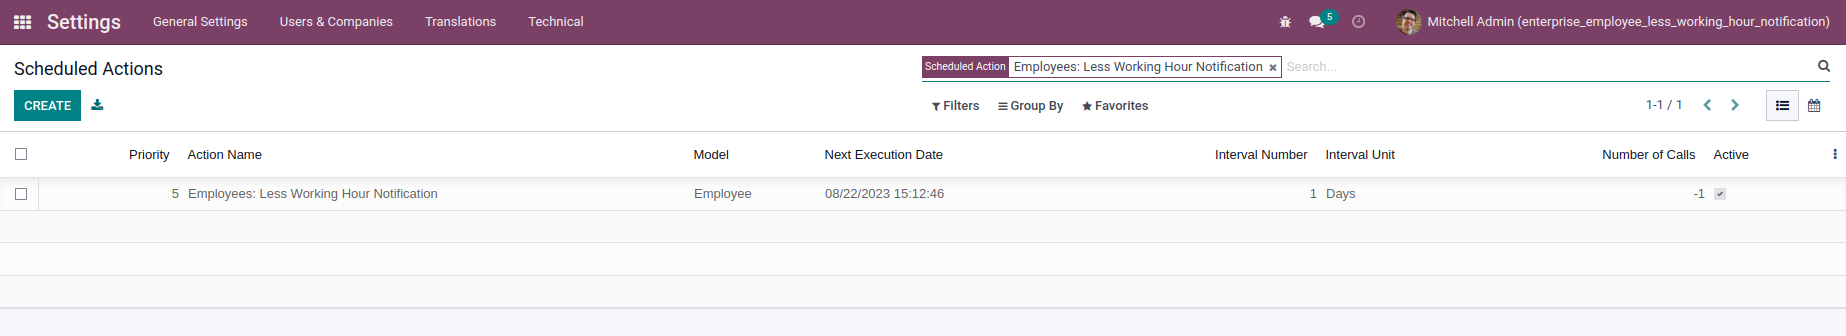 Settings General Settings Users & Companies Translations Technical 5 Mitchell Admin (enterprise_employee_less_working_hour_notification)
Scheduled Actions Scheduled Action Employees: Less Working Hour Notification × Search...
CREATE Filters Group By Favorites 1-1 / 1
Priority Action Name Model Next Execution Date Interval Number Interval Unit Number of Calls Active
5 Employees: Less Working Hour Notification Employee 08/22/2023 15:12:46 1 Days -1